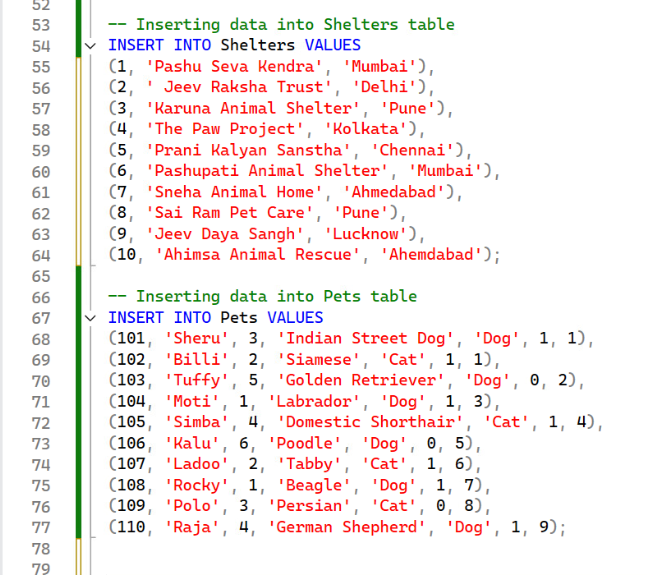 52
53 -- Inserting data into Shelters table
54 INSERT INTO Shelters VALUES
55 (1, 'Pashu Seva Kendra', 'Mumbai'),
56 (2, ' Jeev Raksha Trust', 'Delhi'),
57 (3, 'Karuna Animal Shelter', 'Pune'),
58 (4, 'The Paw Project', 'Kolkata'),
59 (5, 'Prani Kalyan Sanstha', 'Chennai'),
60 (6, 'Pashupati Animal Shelter', 'Mumbai'),
61 (7, 'Sneha Animal Home', 'Ahmedabad'),
62 (8, 'Sai Ram Pet Care', 'Pune'),
63 (9, 'Jeev Daya Sangh', 'Lucknow'),
64 (10, 'Ahimsa Animal Rescue', 'Ahemdabad');
65
66 -- Inserting data into Pets table
67 INSERT INTO Pets VALUES
68 (101, 'Sheru', 3, 'Indian Street Dog', 'Dog', 1, 1),
69 (102, 'Billi', 2, 'Siamese', 'Cat', 1, 1),
70 (103, 'Tuffy', 5, 'Golden Retriever', 'Dog', 0, 2),
71 (104, 'Moti', 1, 'Labrador', 'Dog', 1, 3),
72 (105, 'Simba', 4, 'Domestic Shorthair', 'Cat', 1, 4),
73 (106, 'Kalu', 6, 'Poodle', 'Dog', 0, 5),
74 (107, 'Ladoo', 2, 'Tabby', 'Cat', 1, 6),
75 (108, 'Rocky', 1, 'Beagle', 'Dog', 1, 7),
76 (109, 'Polo', 3, 'Persian', 'Cat', 0, 8),
77 (110, 'Raja', 4, 'German Shepherd', 'Dog', 1, 9);
78
79